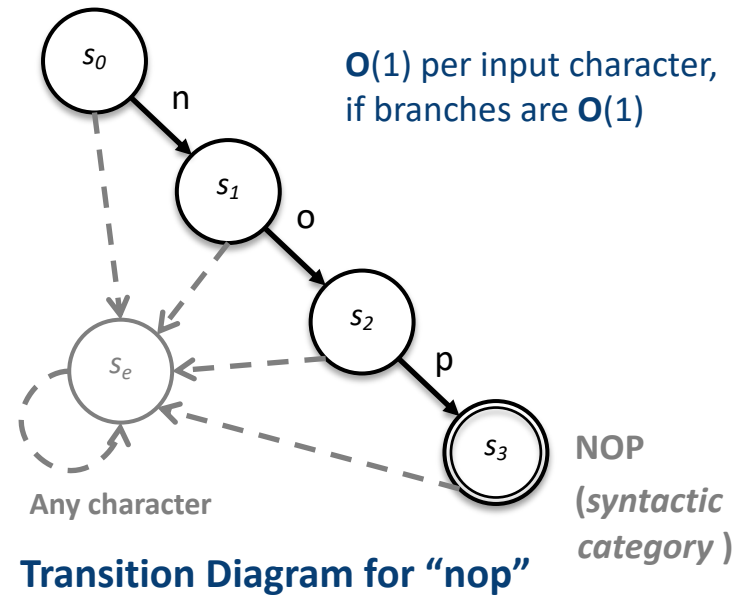 s0
O(1) per input character,
if branches are O(1)
n
s1
o
s2
se
p
s3
NOP
(syntactic
category )
Any character
Transition Diagram for “nop”